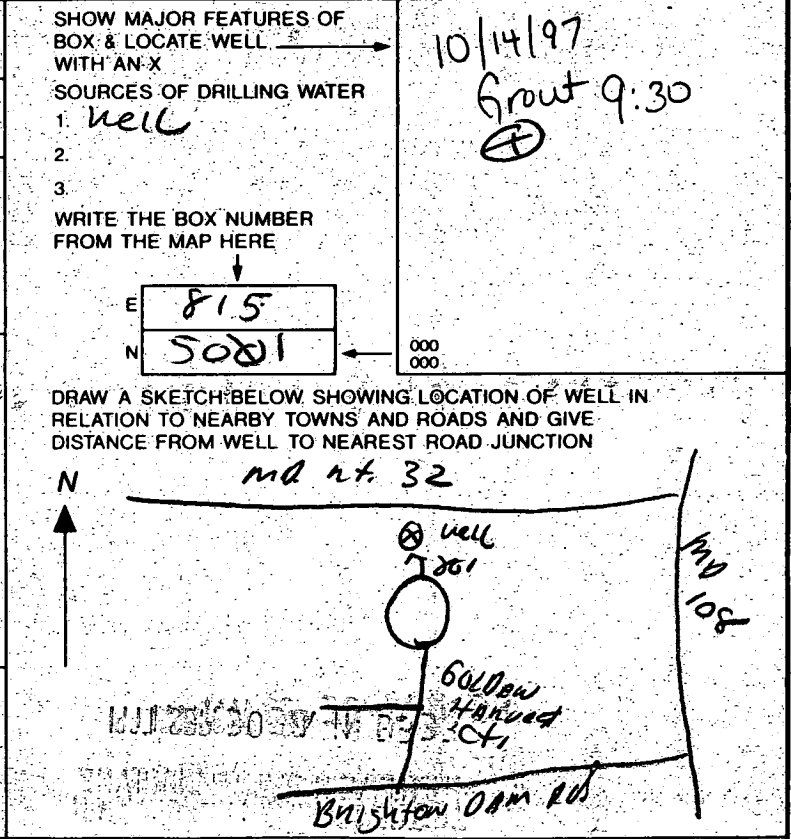 SHOW MAJOR FEATURES OF
BOX & LOCATE WELL
WITH AN X
SOURCES OF DRILLING WATER
1. Well
2.
3.
WRITE THE BOX NUMBER
FROM THE MAP HERE
E 815
N
10/14/97
Grout 9:30
000
000
DRAW A SKETCH BELOW SHOWING LOCATION OF WELL IN
RELATION TO NEARBY TOWNS AND ROADS AND GIVE
DISTANCE FROM WELL TO NEAREST ROAD JUNCTION
N
MD rt. 32
well
MD
108
Golden
Harvest
Ct
Brighton Dam Rd